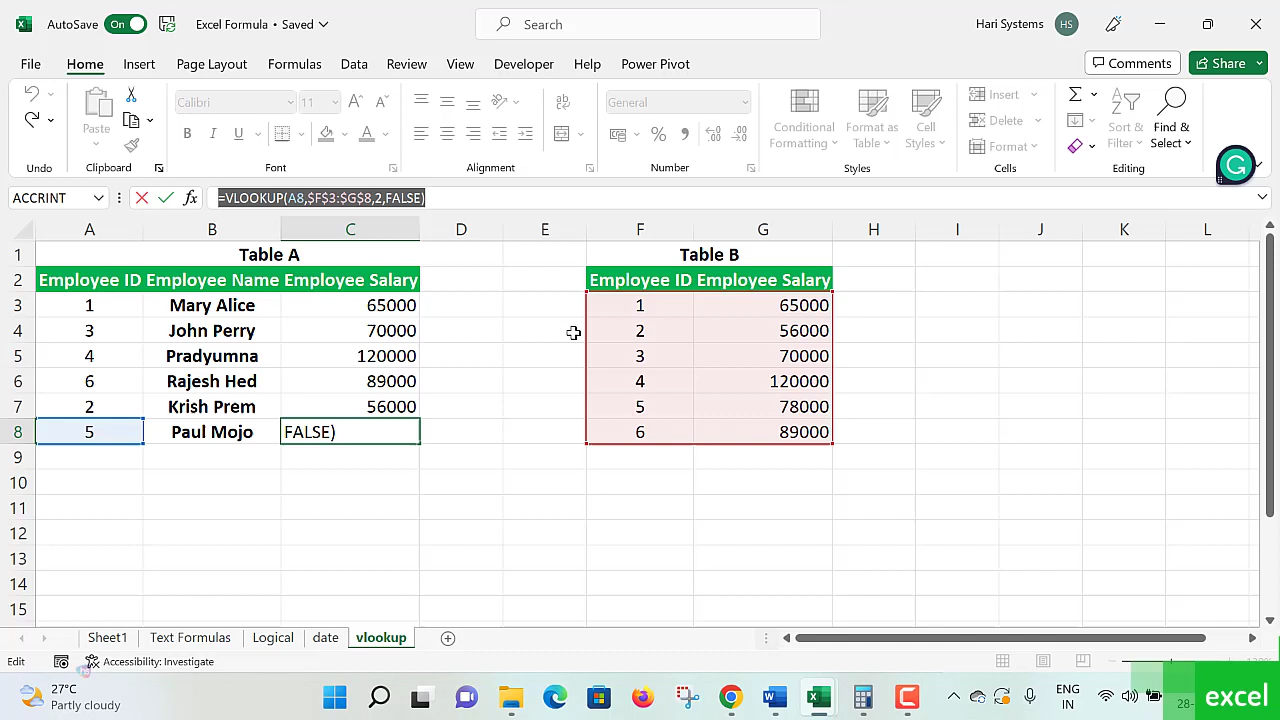 AutoSave On Excel Formula • Saved Search Hari Systems HS
File Home Insert Page Layout Formulas Data Review View Developer Help Power Pivot Comments Share
Calibri 11 General Insert
Paste Conditional Format as Cell Delete Sort & Find &
Formatting Table Styles Format Filter Select
Undo Clipboard Font Alignment Number Styles Cells Editing
ACCRINT =VLOOKUP(A8,$F$3:$G$8,2,FALSE)
A B C D E F G H I J K L
1 Table A Table B
2 Employee ID Employee Name Employee Salary Employee ID Employee Salary
3 1 Mary Alice 65000 1 65000
4 3 John Perry 70000 2 56000
5 4 Pradyumna 120000 3 70000
6 6 Rajesh Hed 89000 4 120000
7 2 Krish Prem 56000 5 78000
8 5 Paul Mojo FALSE) 6 89000
9
10
11
12
13
14
15
Sheet1 Text Formulas Logical date vlookup
Edit Accessibility: Investigate
27°C ENG
Partly cloudy IN 28-
excel